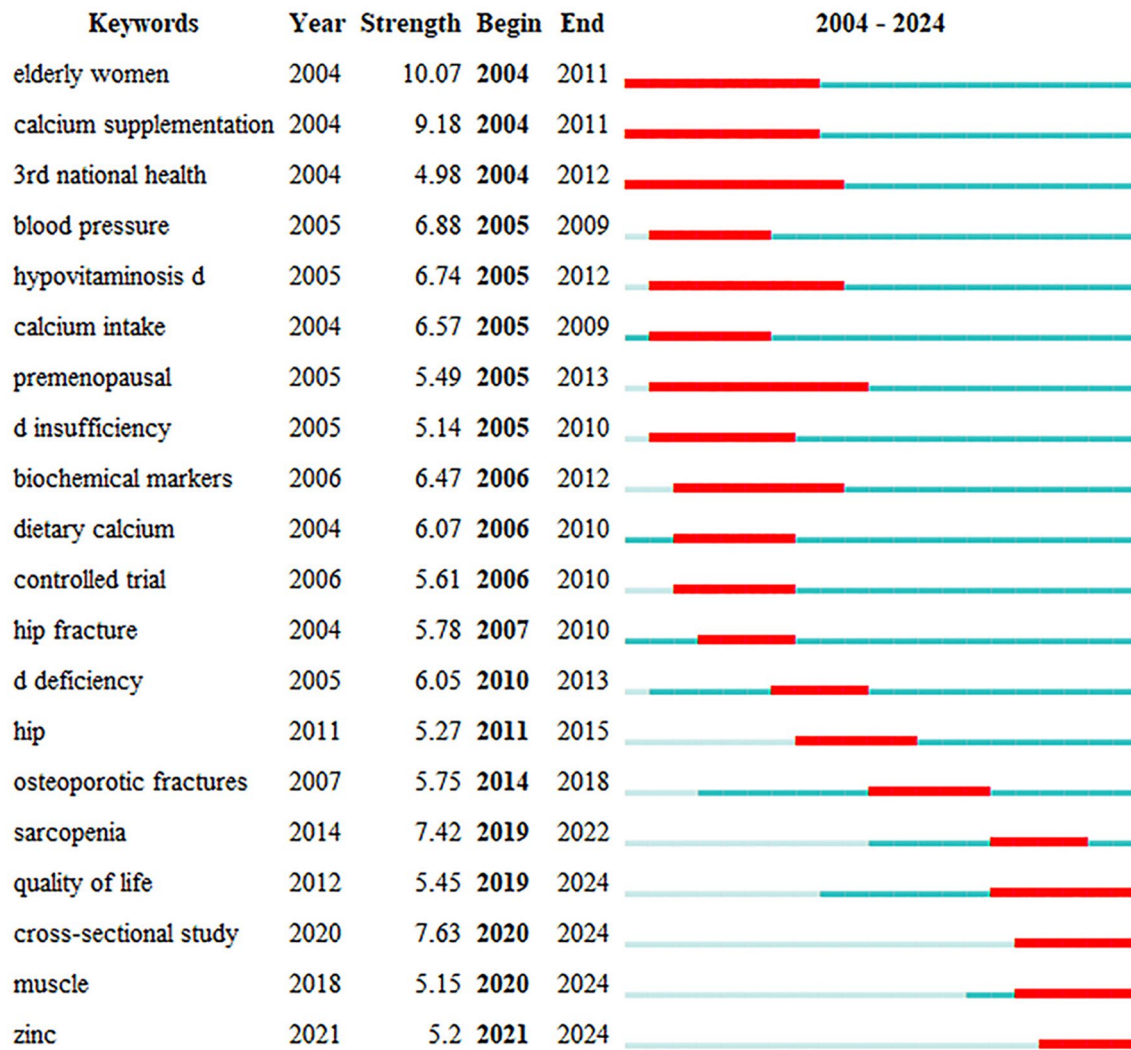 Keywords Year Strength Begin End 2004 - 2024
elderly women 2004 10.07 2004 2011
calcium supplementation 2004 9.18 2004 2011
3rd national health 2004 4.98 2004 2012
blood pressure 2005 6.88 2005 2009
hypovitaminosis d 2005 6.74 2005 2012
calcium intake 2004 6.57 2005 2009
premenopausal 2005 5.49 2005 2013
d insufficiency 2005 5.14 2005 2010
biochemical markers 2006 6.47 2006 2012
dietary calcium 2004 6.07 2006 2010
controlled trial 2006 5.61 2006 2010
hip fracture 2004 5.78 2007 2010
d deficiency 2005 6.05 2010 2013
hip 2011 5.27 2011 2015
osteoporotic fractures 2007 5.75 2014 2018
sarcopenia 2014 7.42 2019 2022
quality of life 2012 5.45 2019 2024
cross-sectional study 2020 7.63 2020 2024
muscle 2018 5.15 2020 2024
zinc 2021 5.2 2021 2024